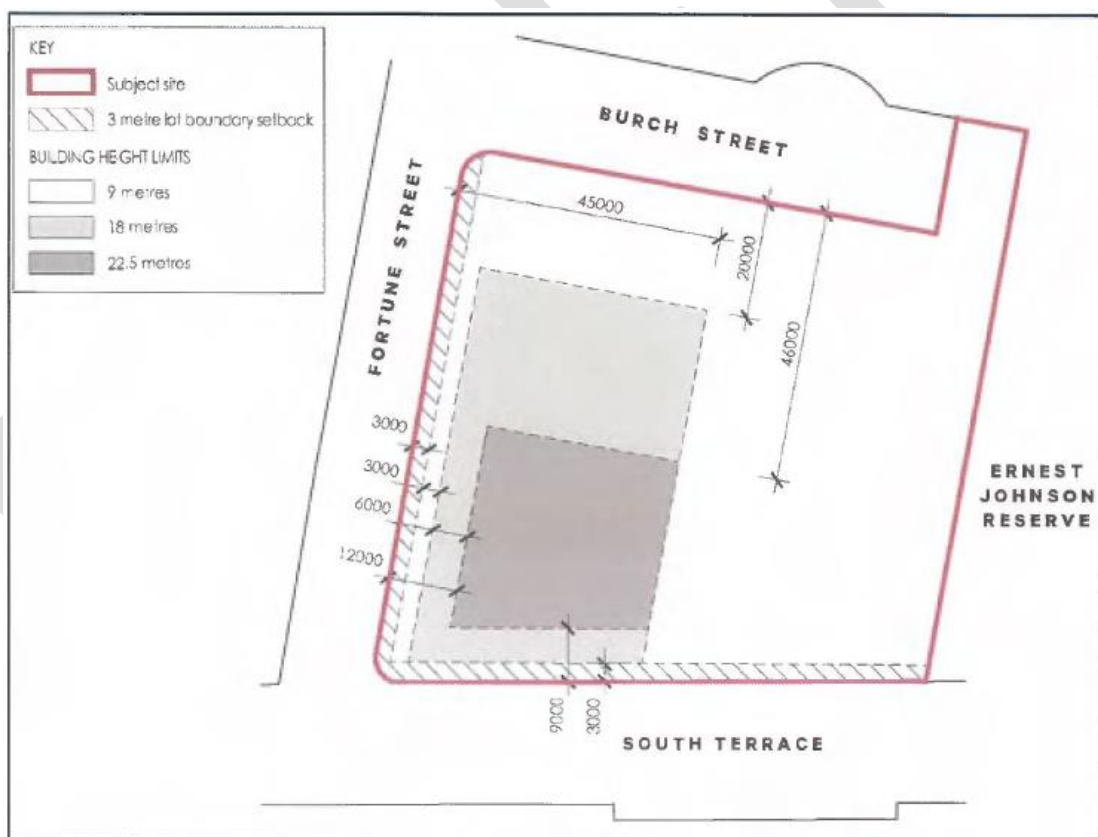 KEY
Subject site
3 metre lot boundary setback
BUILDING HEIGHT LIMITS
9 metres
18 metres
22.5 metres
BURCH STREET
FORTUNE STREET
45000
20000
46000
3000
3000
6000
12000
ERNEST
JOHNSON
RESERVE
9000
3000
SOUTH TERRACE